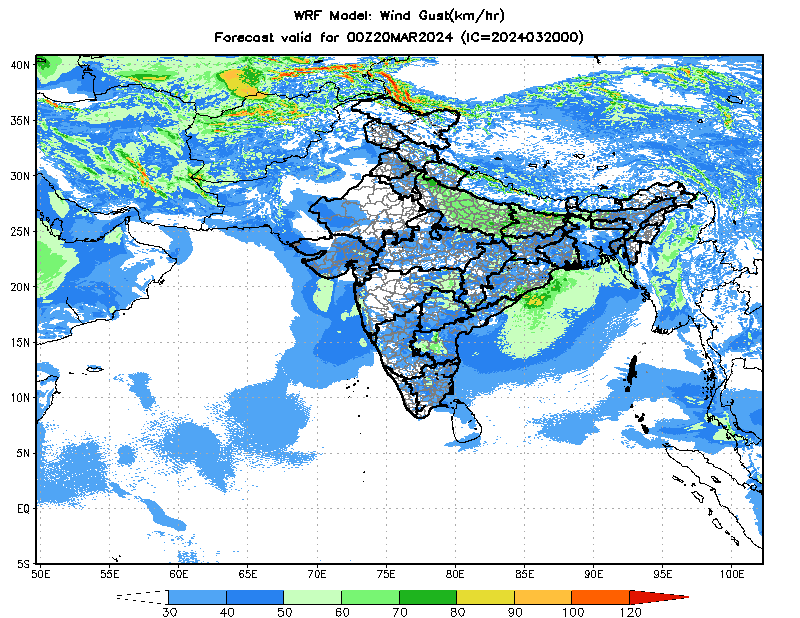 WRF Model: Wind Gust(km/hr)
Forecast valid for 00Z20MAR2024 (IC=2024032000)
40N
35N
30N
25N
20N
15N
10N
5N
EQ
5S
50E 55E 60E 65E 70E 75E 80E 85E 90E 95E 100E
30 40 50 60 70 80 90 100 120